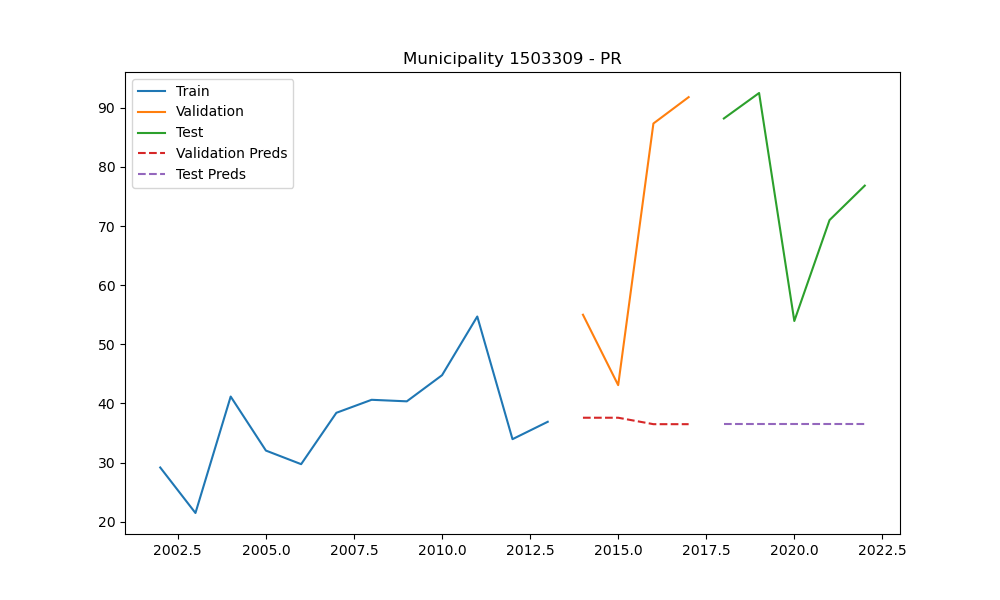 Municipality 1503309 - PR
Train
Validation
Test
Validation Preds
Test Preds
90
80
70
60
50
40
30
20
2002.5 2005.0 2007.5 2010.0 2012.5 2015.0 2017.5 2020.0 2022.5